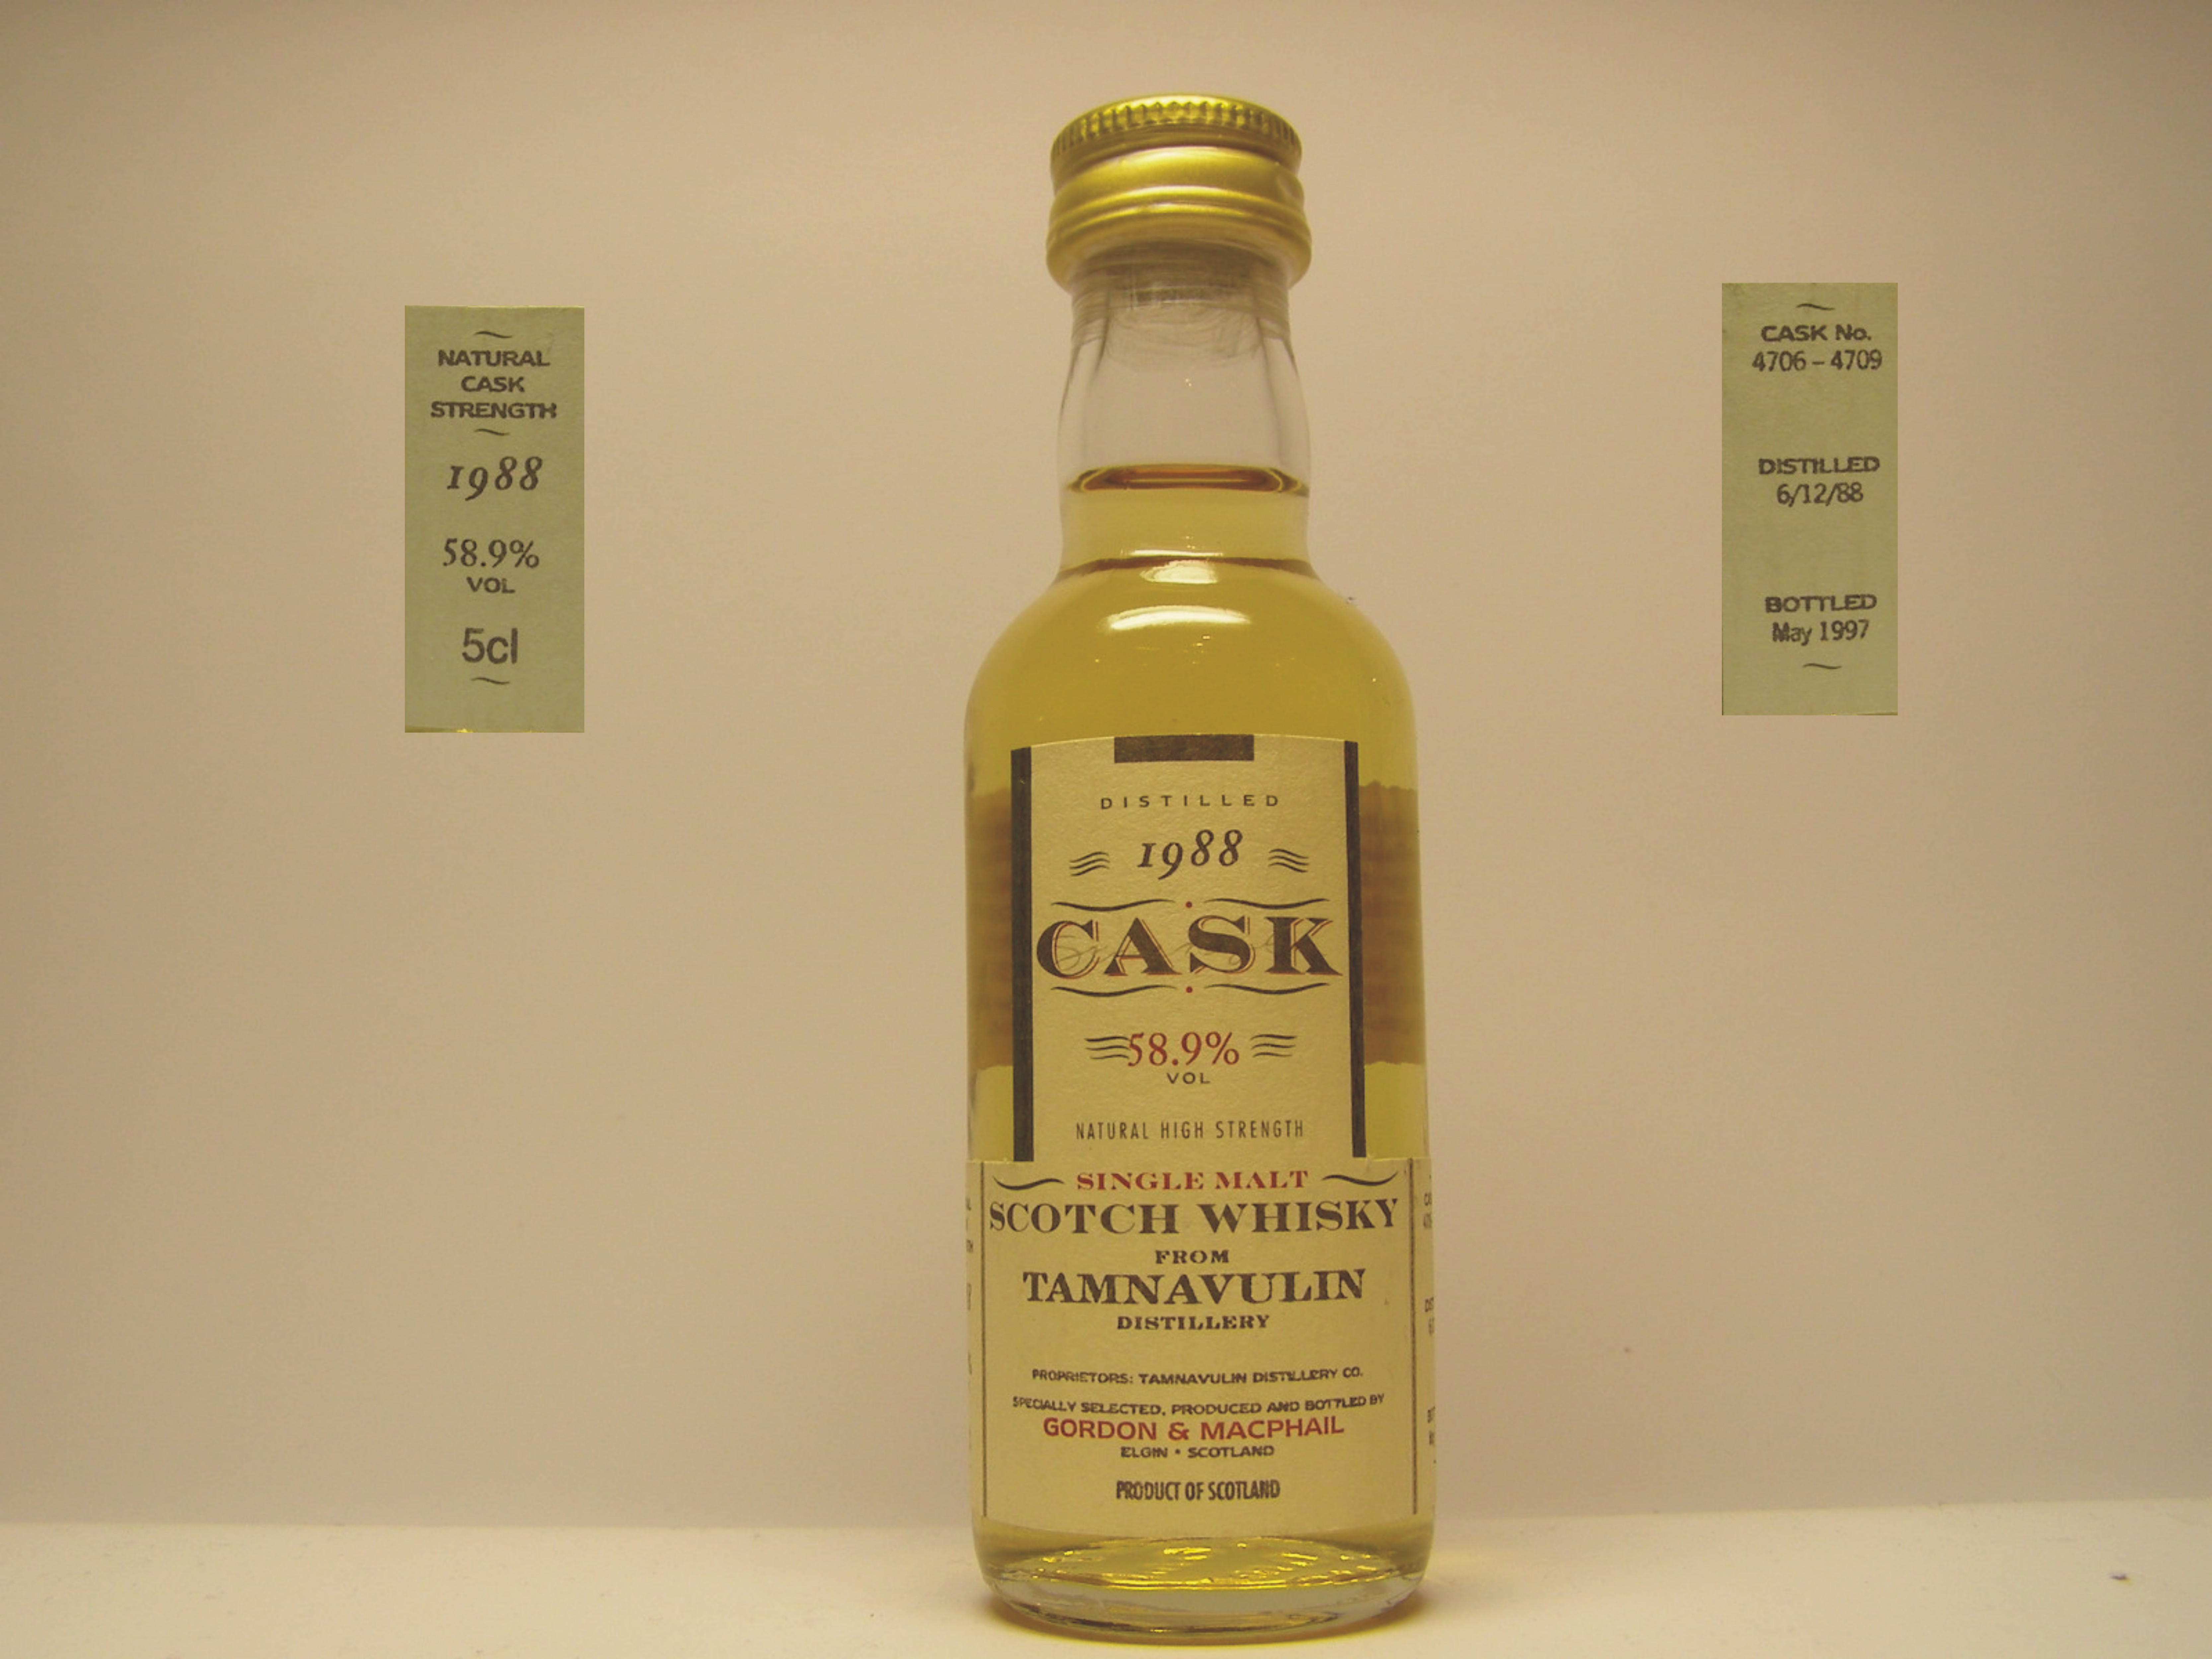 NATURAL
CASK
STRENGTH
1988
58.9%
VOL
5cl
CASK No.
4706 – 4709
DISTILLED
6/12/88
BOTTLED
May 1997
DISTILLED
1988
CASK
58.9%
VOL
NATURAL HIGH STRENGTH
SINGLE MALT
SCOTCH WHISKY
FROM
TAMNAVULIN
DISTILLERY
PROPRIETORS: TAMNAVULIN DISTILLERY CO.
SPECIALLY SELECTED, PRODUCED AND BOTTLED BY
GORDON & MACPHAIL
ELGIN • SCOTLAND
PRODUCT OF SCOTLAND